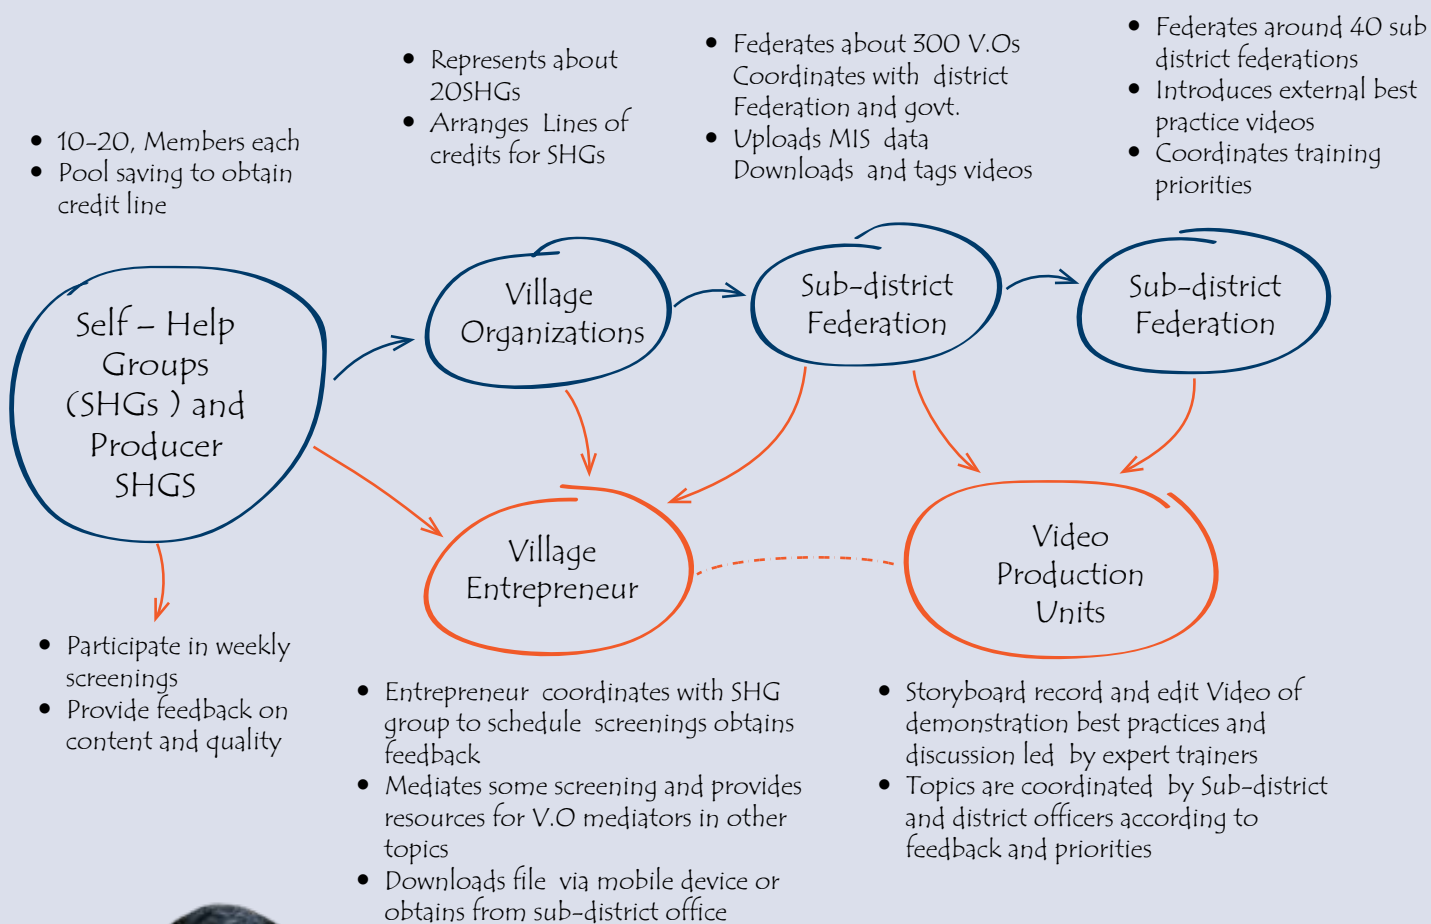 • 10-20, Members each
• Pool saving to obtain
credit line
• Represents about
20SHGs
• Arranges Lines of
credits for SHGs
• Federates about 300 V.Os
Coordinates with district
Federation and govt.
• Uploads MIS data
Downloads and tags videos
• Federates around 40 sub
district federations
• Introduces external best
practice videos
• Coordinates training
priorities
Self – Help
Groups
(SHGs ) and
Producer
SHGS
Village
Organizations
Sub-district
Federation
Sub-district
Federation
Village
Entrepreneur
Video
Production
Units
• Participate in weekly
screenings
• Provide feedback on
content and quality
• Entrepreneur coordinates with SHG
group to schedule screenings obtains
feedback
• Mediates some screening and provides
resources for V.O mediators in other
topics
• Downloads file via mobile device or
obtains from sub-district office
• Storyboard record and edit Video of
demonstration best practices and
discussion led by expert trainers
• Topics are coordinated by Sub-district
and district officers according to
feedback and priorities